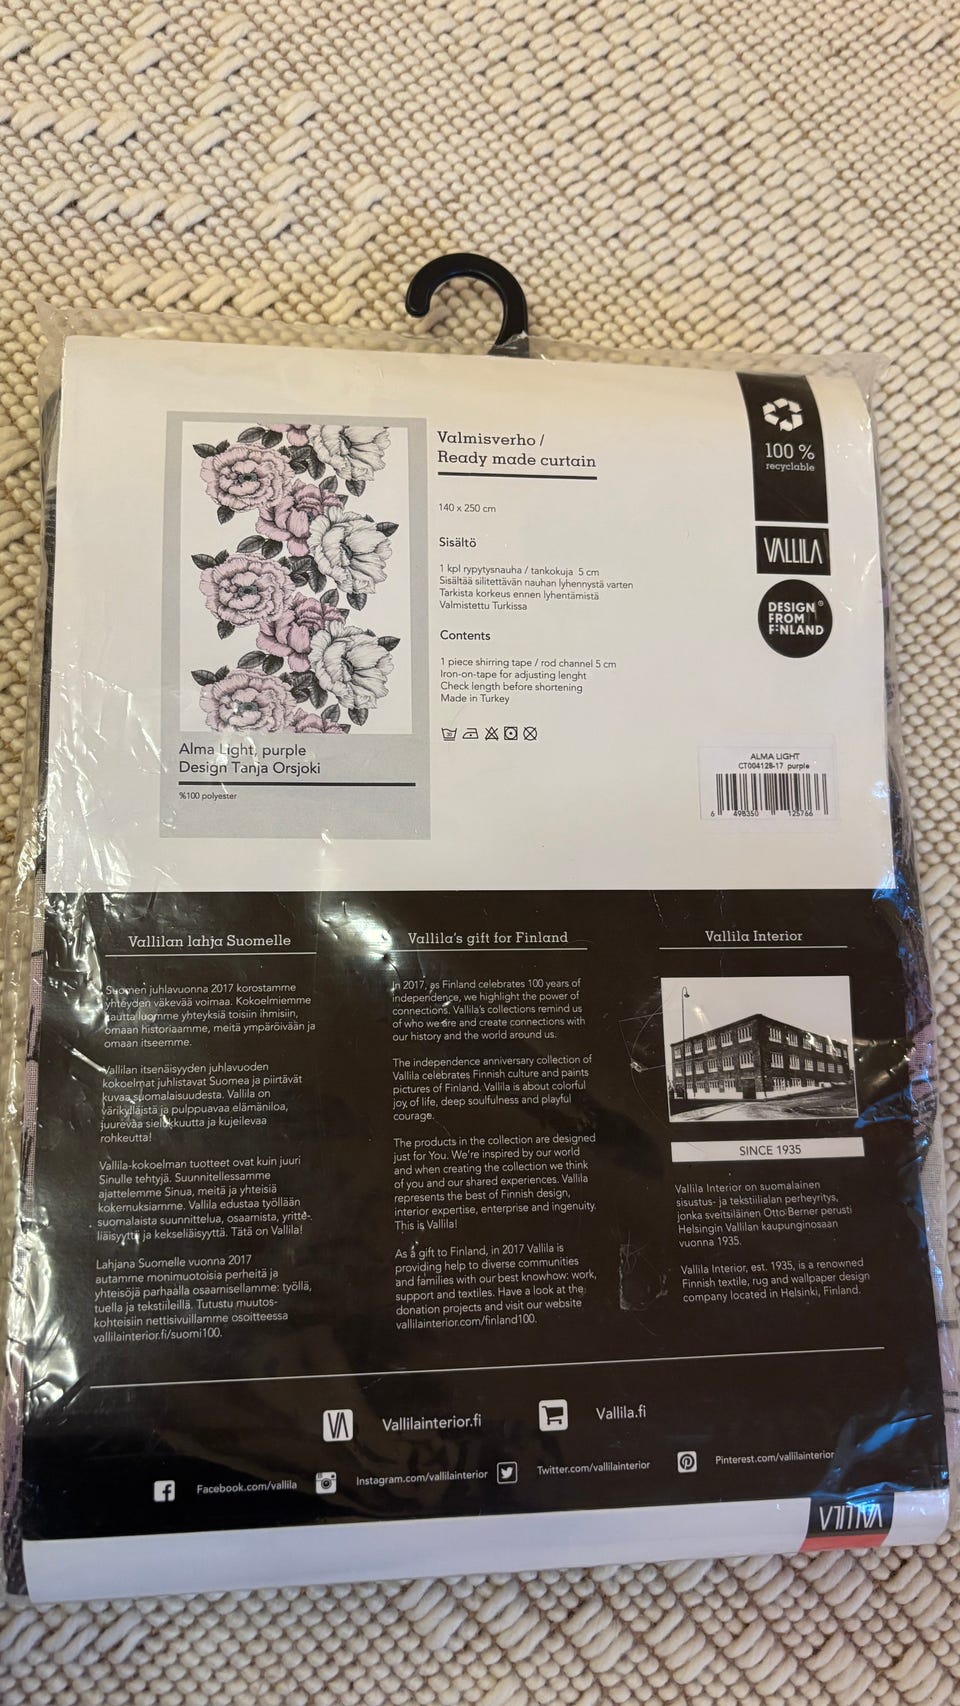 Valmisverho /
Ready made curtain
140 x 250 cm
Sisältö
1 kpl rypytysnauha / tankokuja 5 cm
Sisältää silitettävän nauhan lyhennystä varten
Tarkista korkeus ennen lyhentämistä
Valmistettu Turkissa
Contents
1 piece shirring tape / rod channel 5 cm
Iron-on-tape for adjusting lenght
Check length before shortening
Made in Turkey
100 %
recyclable
VALLILA
DESIGN®
FROM
FINLAND
Alma Light, purple
Design Tanja Orsjoki
%100 polyester
ALMA LIGHT
CT004128-17 purple
6 498350 125766
Vallilan lahja Suomelle
Suomen juhlavuonna 2017 korostamme
yhteyden väkevää voimaa. Kokoelmiemme
kautta luomme yhteyksiä toisiin ihmisiin,
omaan historiaamme, meitä ympäröivään ja
omaan itseemme.
Vallilan itsenäisyyden juhlavuoden
kokoelmat juhlistavat Suomea ja piirtävät
kuvaa suomalaisuudesta. Vallila on
värikylläistä ja pulppuavaa elämäniloa,
juurevaa sielukkuutta ja kujeilevaa
rohkeutta!
Vallila-kokoelman tuotteet ovat kuin juuri
Sinulle tehtyjä. Suunnitellessamme
ajattelemme Sinua, meitä ja yhteisiä
kokemuksiamme. Vallila edustaa työllään
suomalaista suunnittelua, osaamista, yritte-
liäisyyttä ja kekseliäisyyttä. Tätä on Vallila!
Lahjana Suomelle vuonna 2017
autamme monimuotoisia perheitä ja
yhteisöjä parhaalla osaamisellamme: työllä,
tuella ja tekstiileillä. Tutustu muutos-
kohteisiin nettisivuillamme osoitteessa
vallilainterior.fi/suomi100.
Vallila's gift for Finland
In 2017, as Finland celebrates 100 years of
independence, we highlight the power of
connections. Vallila's collections remind us
of who we are and create connections with
our history and the world around us.
The independence anniversary collection of
Vallila celebrates Finnish culture and paints
pictures of Finland. Vallila is about colorful
joy of life, deep soulfulness and playful
courage.
The products in the collection are designed
just for You. We're inspired by our world
and when creating the collection we think
of you and our shared experiences. Vallila
represents the best of Finnish design,
interior expertise, enterprise and ingenuity.
This is Vallila!
As a gift to Finland, in 2017 Vallila is
providing help to diverse communities
and families with our best knowhow: work,
support and textiles. Have a look at the
donation projects and visit our website
vallilainterior.com/finland100.
Vallila Interior
SINCE 1935
Vallila Interior on suomalainen
sisustus- ja tekstiilialan perheyritys,
jonka sveitsiläinen Otto Berner perusti
Helsingin Vallilan kaupunginosaan
vuonna 1935.
Vallila Interior, est. 1935, is a renowned
Finnish textile, rug and wallpaper design
company located in Helsinki, Finland.
VA Vallilainterior.fi
Vallila.fi
Facebook.com/vallila
Instagram.com/vallilainterior
Twitter.com/vallilainterior
Pinterest.com/vallilainterior
VALLILA